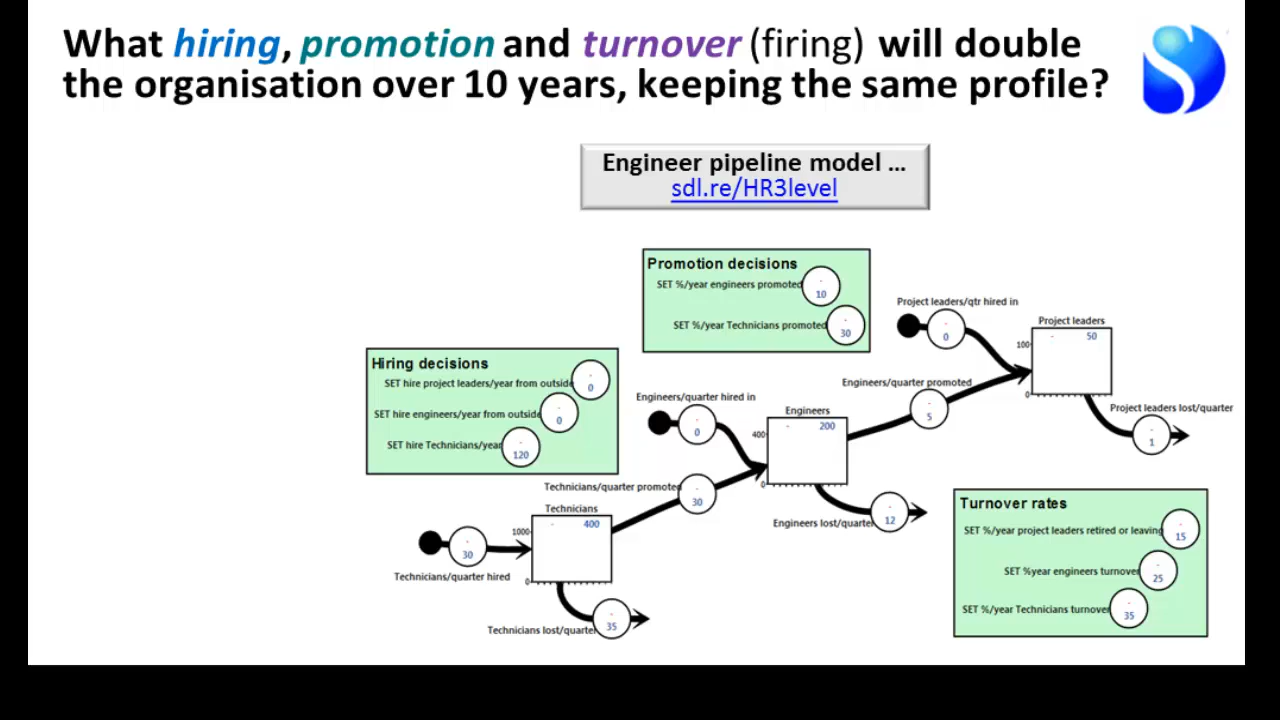 What hiring, promotion and turnover (firing) will double
the organisation over 10 years, keeping the same profile?
Engineer pipeline model ...
sdl.re/HR3level
Promotion decisions
SET %/year engineers promoted
10
SET %/year Technicians promoted
30
Hiring decisions
SET hire project leaders/year from outside
0
SET hire engineers/year from outside
0
SET hire Technicians/year
120
Project leaders/qtr hired in
0
Project leaders
100
50
0
Engineers/quarter promoted
5
Project leaders lost/quarter
1
Engineers/quarter hired in
0
Engineers
400
200
0
Technicians/quarter promoted
30
Engineers lost/quarter
12
Technicians
1000
400
0
30
Technicians/quarter hired
Technicians lost/quarter
35
Turnover rates
SET %/year project leaders retired or leaving
15
SET %year engineers turnover
25
SET %/year Technicians turnover
35